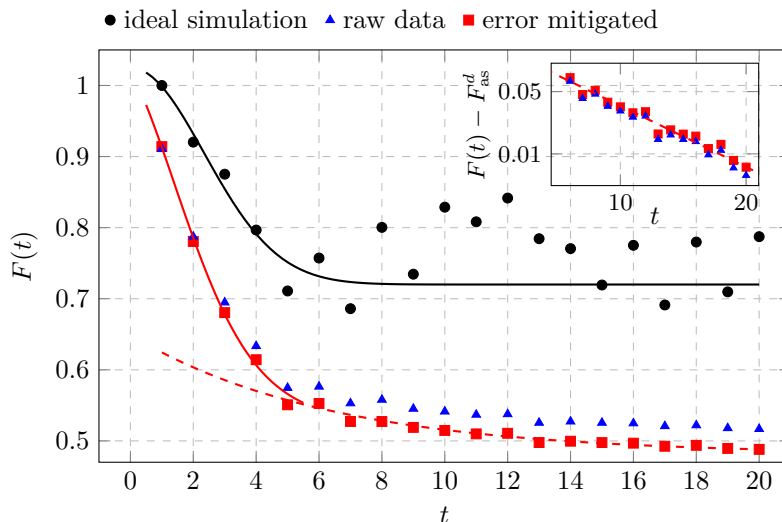 ideal simulation raw data error mitigated
1
0.9
0.8
0.7
0.6
0.5
F(t)
0 2 4 6 8 10 12 14 16 18 20
t
0.05
0.01
F(t) − F_as^d
10 20
t